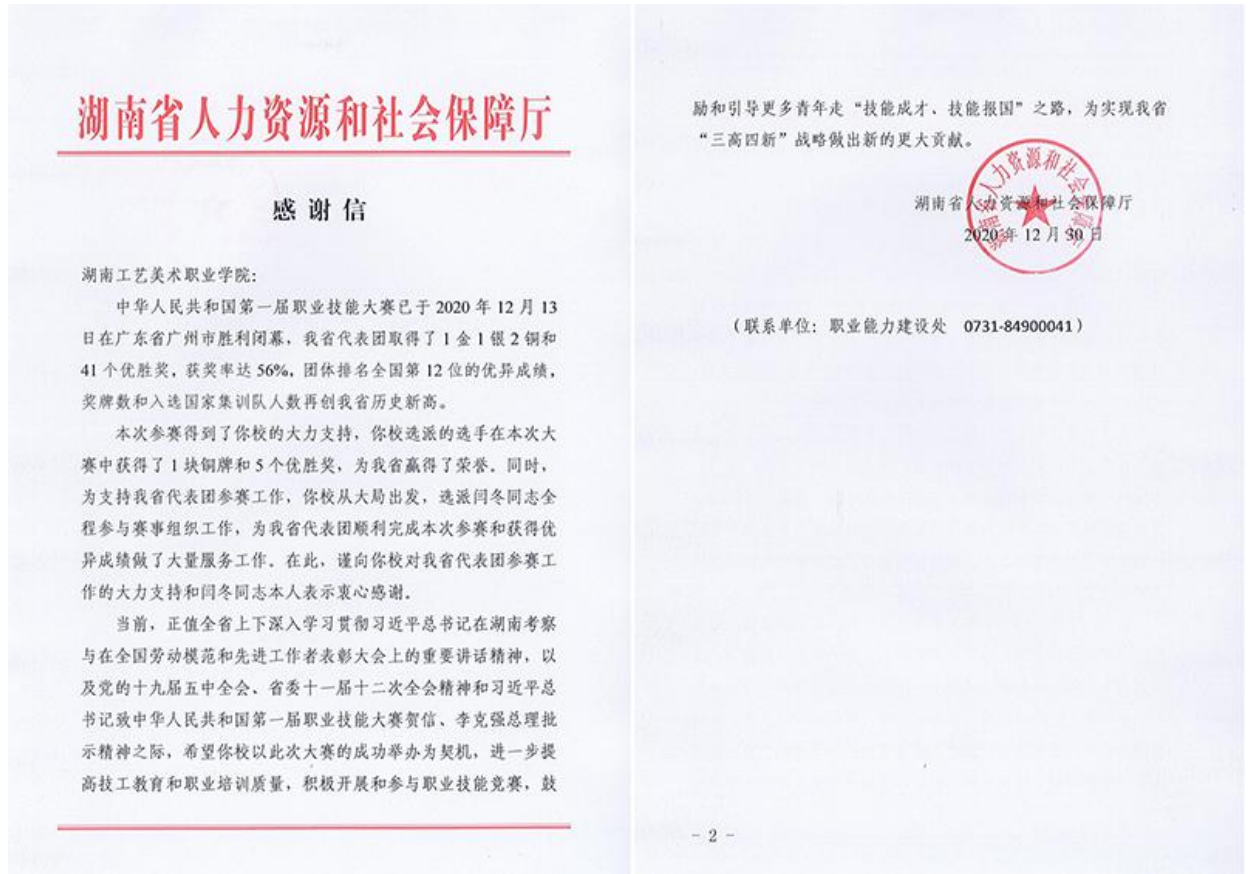 湖南省人力资源和社会保障厅
感谢信
湖南工艺美术职业学院：
中华人民共和国第一届职业技能大赛已于 2020 年 12 月 13
日在广东省广州市胜利闭幕，我省代表团取得了 1 金 1 银 2 铜和
41 个优胜奖，获奖率达 56%，团体排名全国第 12 位的优异成绩，
奖牌数和入选国家集训队人数再创我省历史新高。
本次参赛得到了你校的大力支持，你校选派的选手在本次大
赛中获得了 1 块铜牌和 5 个优胜奖，为我省赢得了荣誉。同时，
为支持我省代表团参赛工作，你校从大局出发，选派闫冬同志全
程参与赛事组织工作，为我省代表团顺利完成本次参赛和获得优
异成绩做了大量服务工作。在此，谨向你校对我省代表团参赛工
作的大力支持和闫冬同志本人表示衷心感谢。
当前，正值全省上下深入学习贯彻习近平总书记在湖南考察
与在全国劳动模范和先进工作者表彰大会上的重要讲话精神，以
及党的十九届五中全会、省委十一届十二次全会精神和习近平总
书记致中华人民共和国第一届职业技能大赛贺信、李克强总理批
示精神之际，希望你校以此次大赛的成功举办为契机，进一步提
高技工教育和职业培训质量，积极开展和参与职业技能竞赛，鼓
励和引导更多青年走“技能成才、技能报国”之路，为实现我省
“三高四新”战略做出新的更大贡献。
湖南省人力资源和社会保障厅
湖南省人力资源和社会保障厅
2020 年 12 月 30 日
（联系单位：职业能力建设处 0731-84900041）
- 2 -